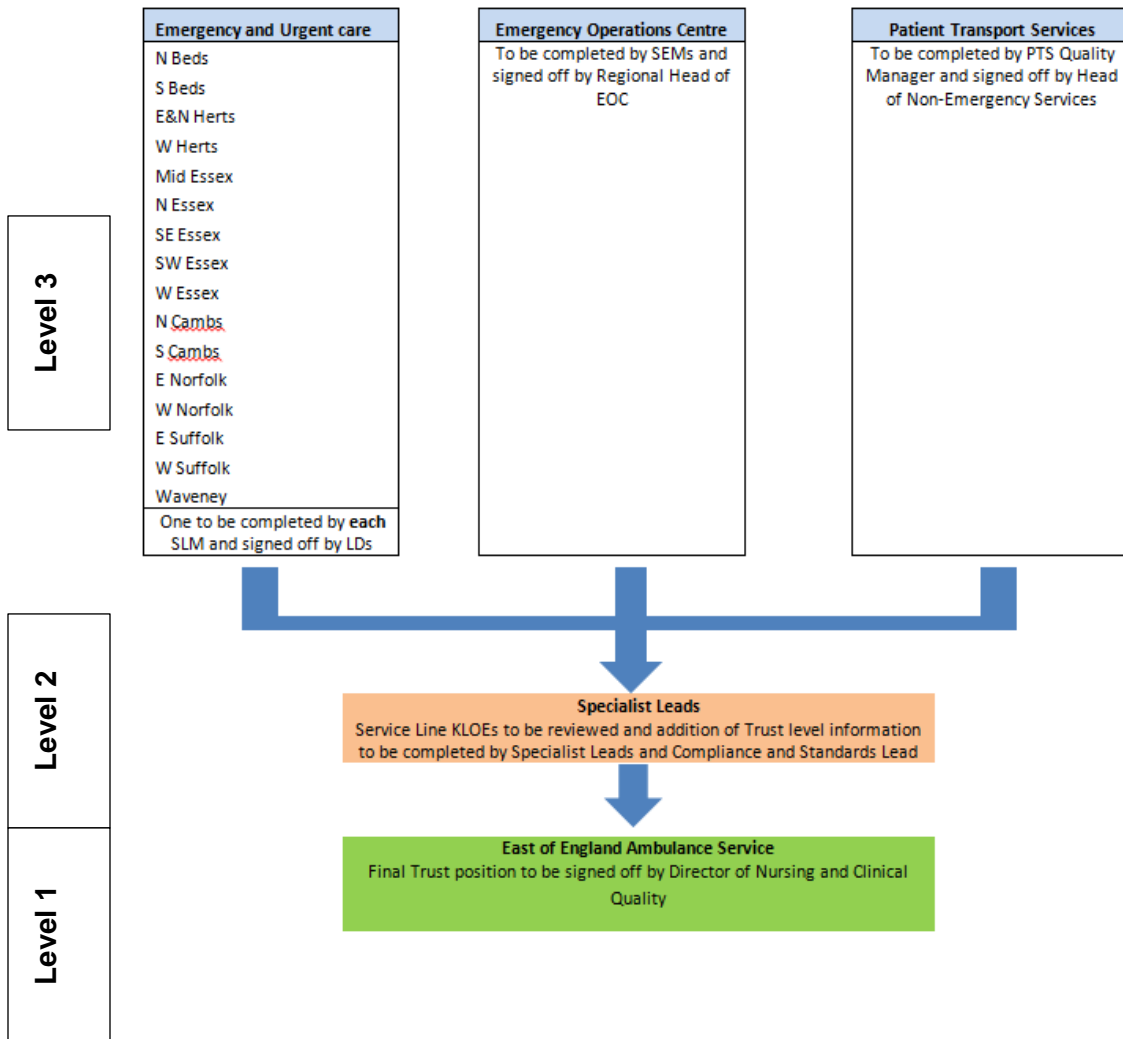 Emergency and Urgent care
N Beds
S Beds
E&N Herts
W Herts
Mid Essex
N Essex
SE Essex
SW Essex
W Essex
N Cambs
S Cambs
E Norfolk
W Norfolk
E Suffolk
W Suffolk
Waveney
One to be completed by each
SLM and signed off by LDs
Emergency Operations Centre
To be completed by SEMs and
signed off by Regional Head of
EOC
Patient Transport Services
To be completed by PTS Quality
Manager and signed off by Head
of Non-Emergency Services
Level 3
Level 2
Specialist Leads
Service Line KLOEs to be reviewed and addition of Trust level information
to be completed by Specialist Leads and Compliance and Standards Lead
Level 1
East of England Ambulance Service
Final Trust position to be signed off by Director of Nursing and Clinical
Quality